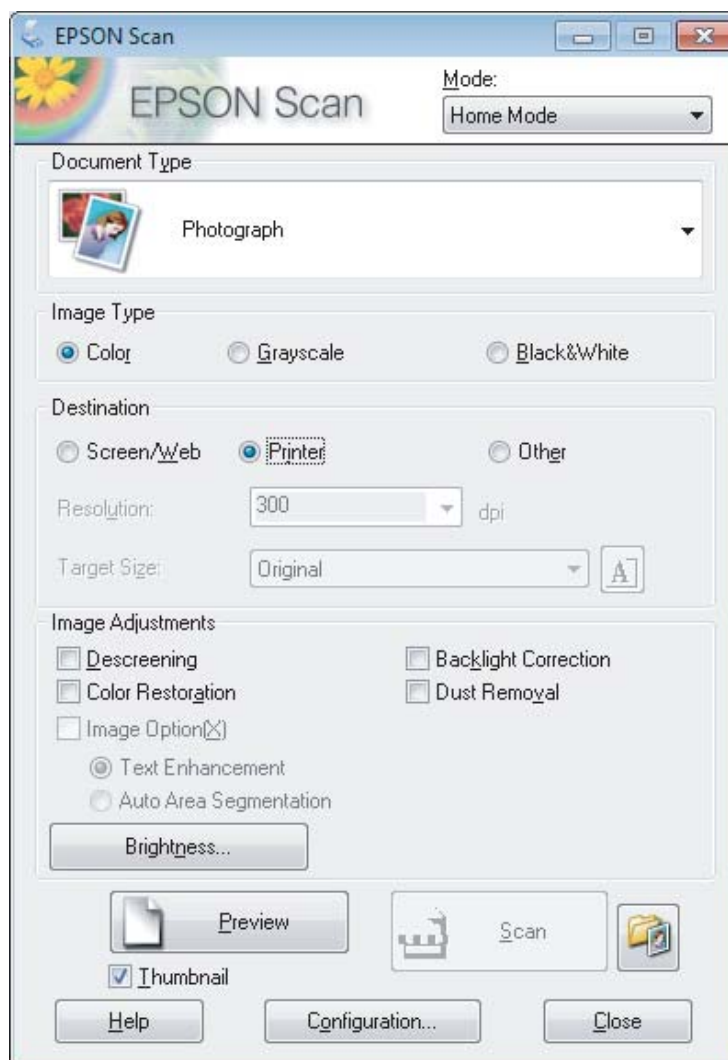 EPSON Scan
EPSON Scan
Mode:
Home Mode
Document Type
Photograph
Image Type
Color Grayscale Black&White
Destination
Screen/Web Printer Other
Resolution: 300 dpi
Target Size: Original A
Image Adjustments
Descreening Backlight Correction
Color Restoration Dust Removal
Image Option(X)
Text Enhancement
Auto Area Segmentation
Brightness...
Preview Scan
Thumbnail
Help Configuration... Close